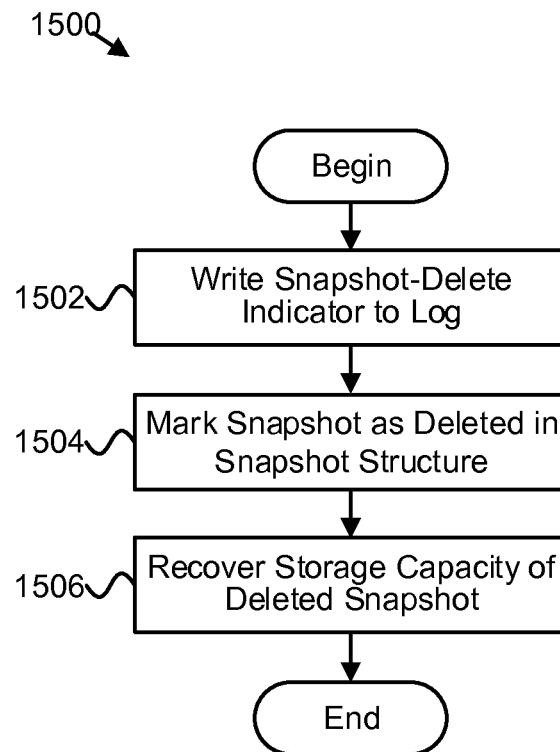 1500
Begin
1502
Write Snapshot-Delete
Indicator to Log
1504
Mark Snapshot as Deleted in
Snapshot Structure
1506
Recover Storage Capacity of
Deleted Snapshot
End